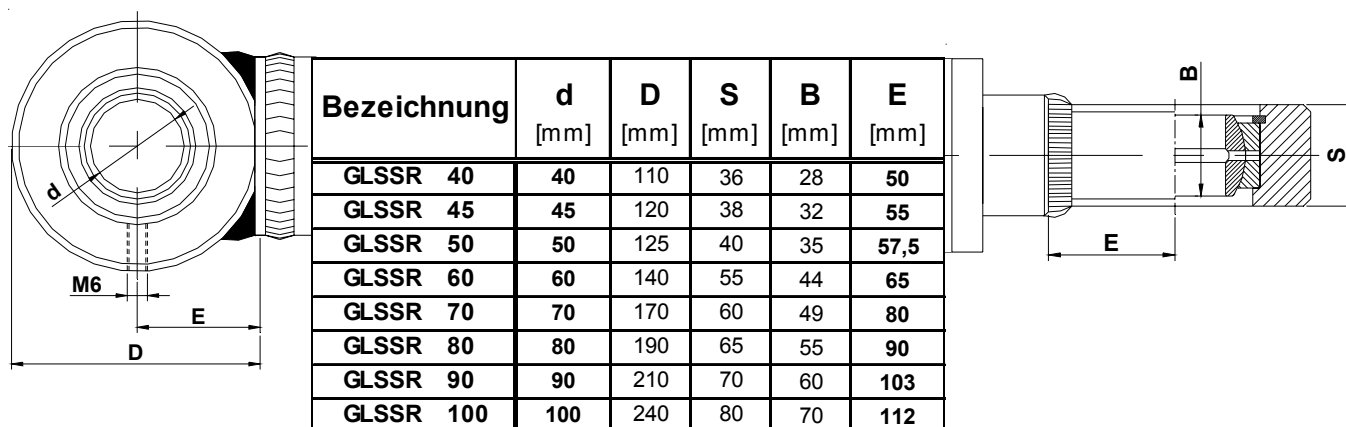 Bezeichnung d D S B E
[mm] [mm] [mm] [mm] [mm]
GLSSR 40 40 110 36 28 50
GLSSR 45 45 120 38 32 55
GLSSR 50 50 125 40 35 57,5
GLSSR 60 60 140 55 44 65
GLSSR 70 70 170 60 49 80
GLSSR 80 80 190 65 55 90
GLSSR 90 90 210 70 60 103
GLSSR 100 100 240 80 70 112
d
M6
E
D
B
S
E